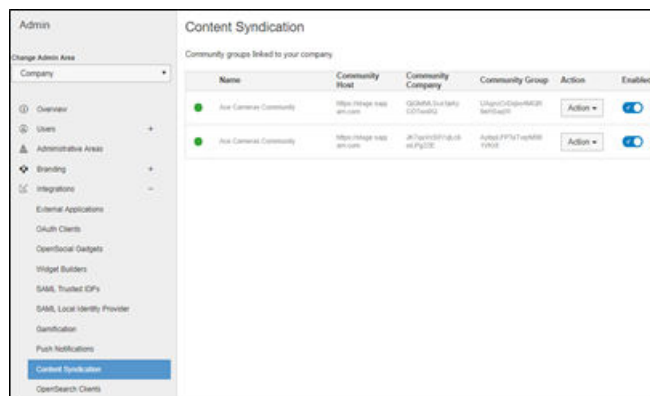 Admin
Change Admin Area
Company
Overview
Users +
Administrative Areas
Branding +
Integrations −
External Applications
OAuth Clients
OpenSocial Gadgets
Widget Builders
SAML Trusted IDPs
SAML Local Identity Provider
Gamification
Push Notifications
Content Syndication
OpenSearch Clients
Content Syndication
Community groups linked to your company.
Name Community Host Community Company Community Group Action Enabled
Ace Cameras Community Action
Ace Cameras Community Action